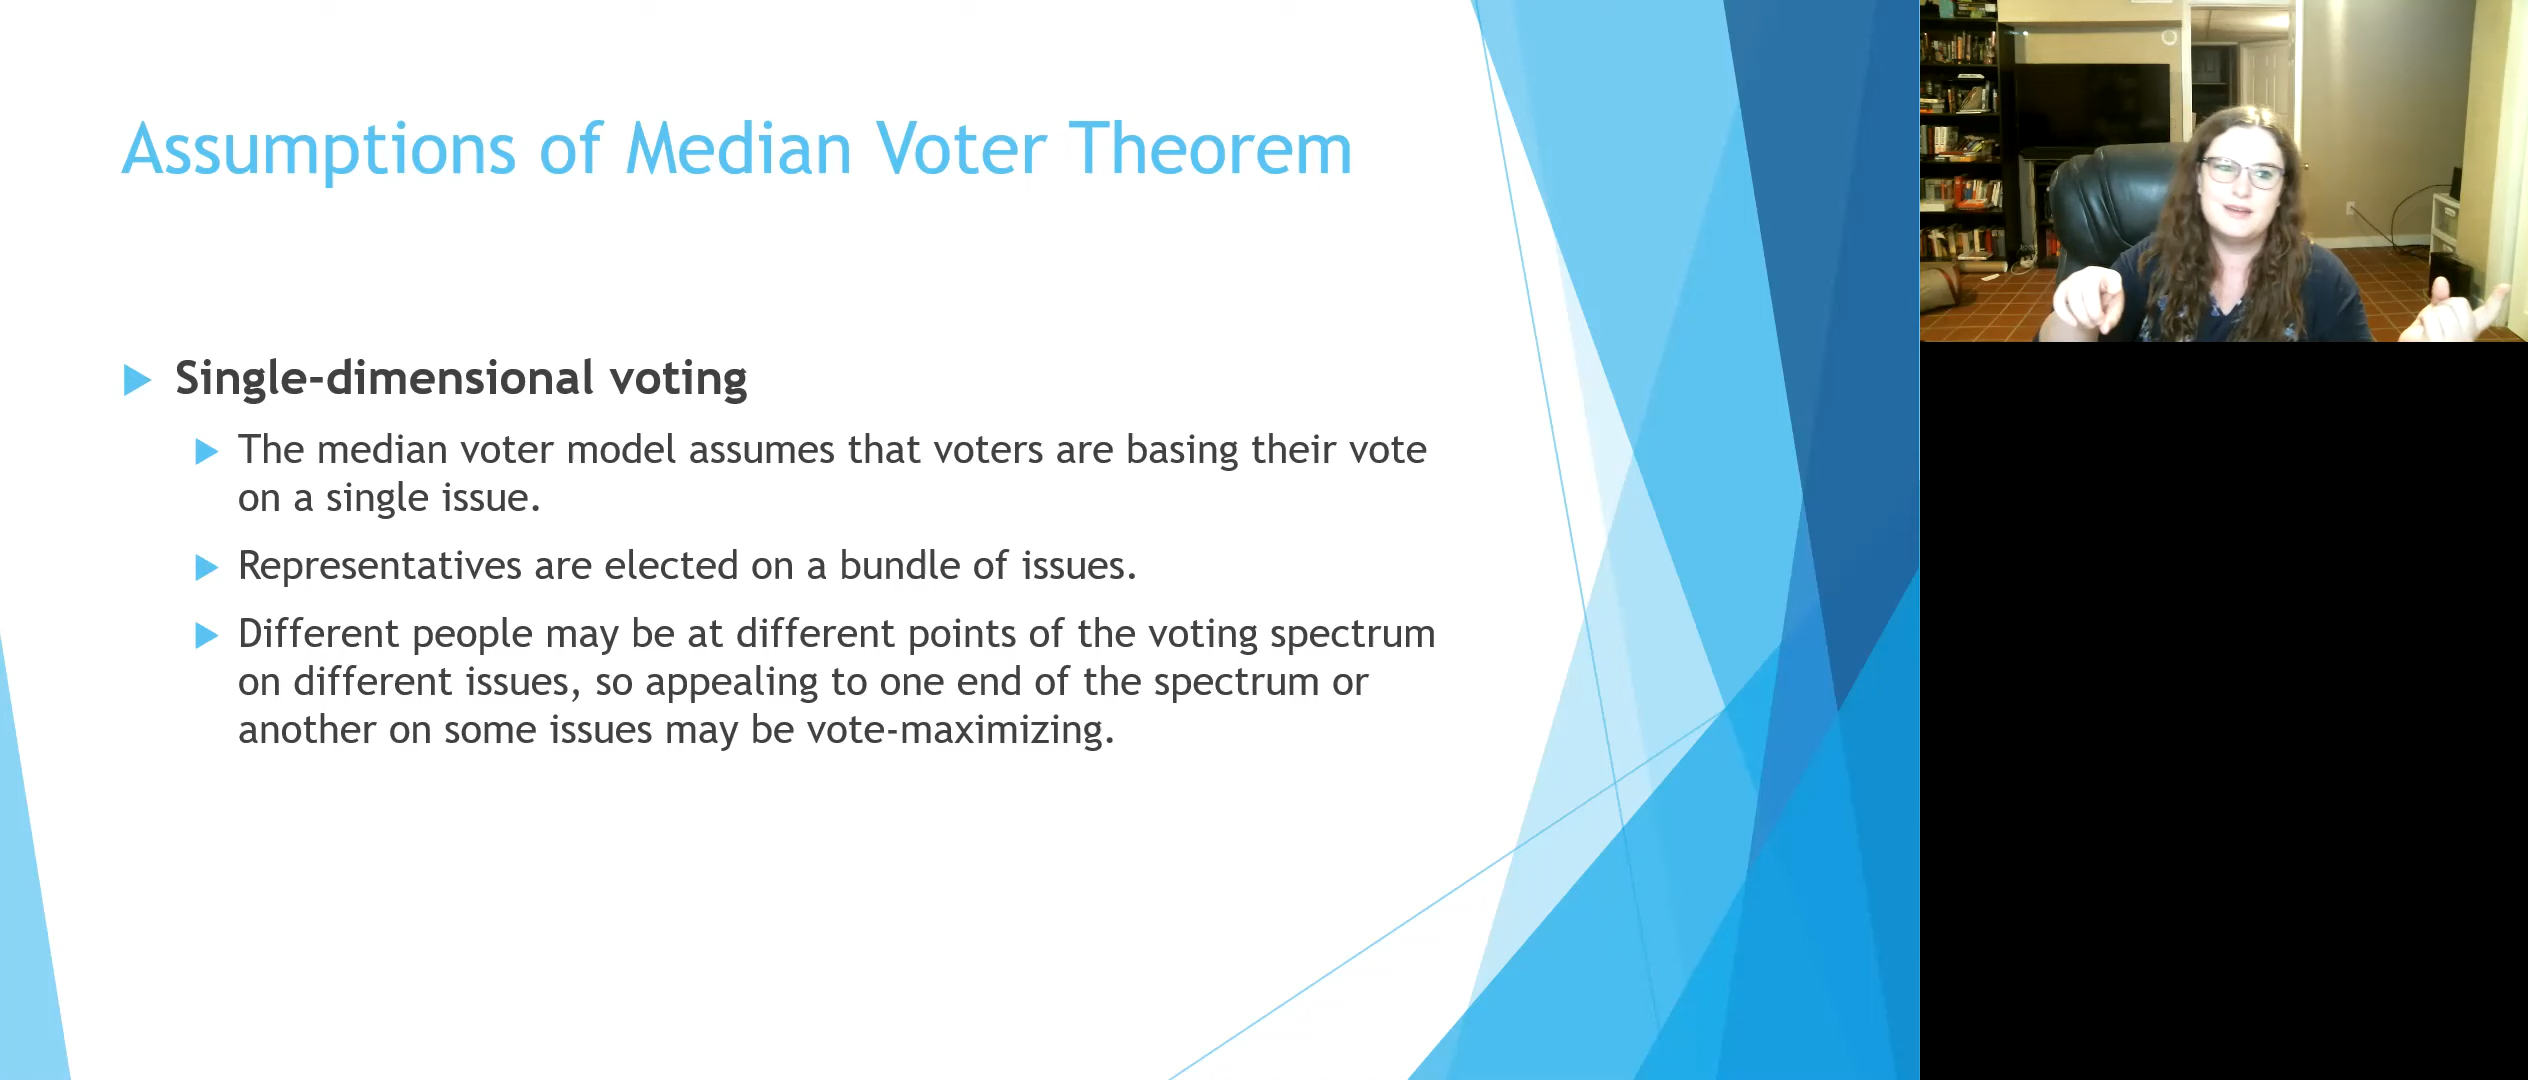 Assumptions of Median Voter Theorem
Single-dimensional voting
The median voter model assumes that voters are basing their vote
on a single issue.
Representatives are elected on a bundle of issues.
Different people may be at different points of the voting spectrum
on different issues, so appealing to one end of the spectrum or
another on some issues may be vote-maximizing.